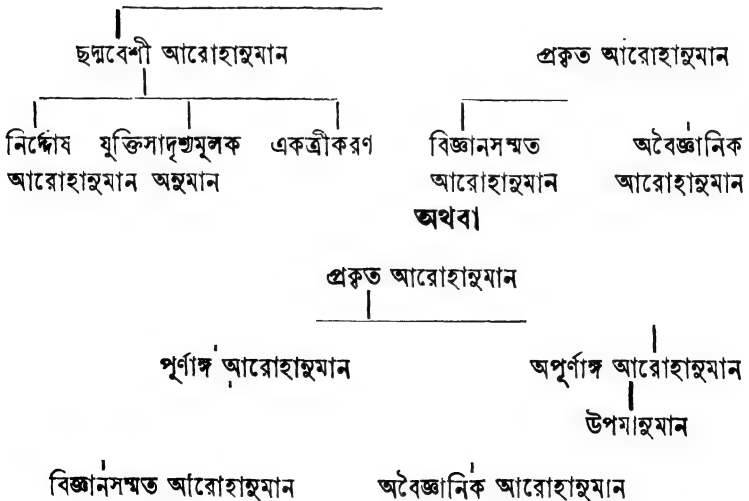 ছদ্মবেশী আরোহানুমান প্রকৃত আরোহানুমান
নির্দ্দোষ যুক্তিসাদৃশ্যমূলক একত্রীকরণ বিজ্ঞানসম্মত অবৈজ্ঞানিক
আরোহানুমান অনুমান আরোহানুমান আরোহানুমান
অথবা
প্রকৃত আরোহানুমান
পূর্ণাঙ্গ আরোহানুমান অপূর্ণাঙ্গ আরোহানুমান
উপমানুমান
বিজ্ঞানসম্মত আরোহানুমান অবৈজ্ঞানিক আরোহানুমান